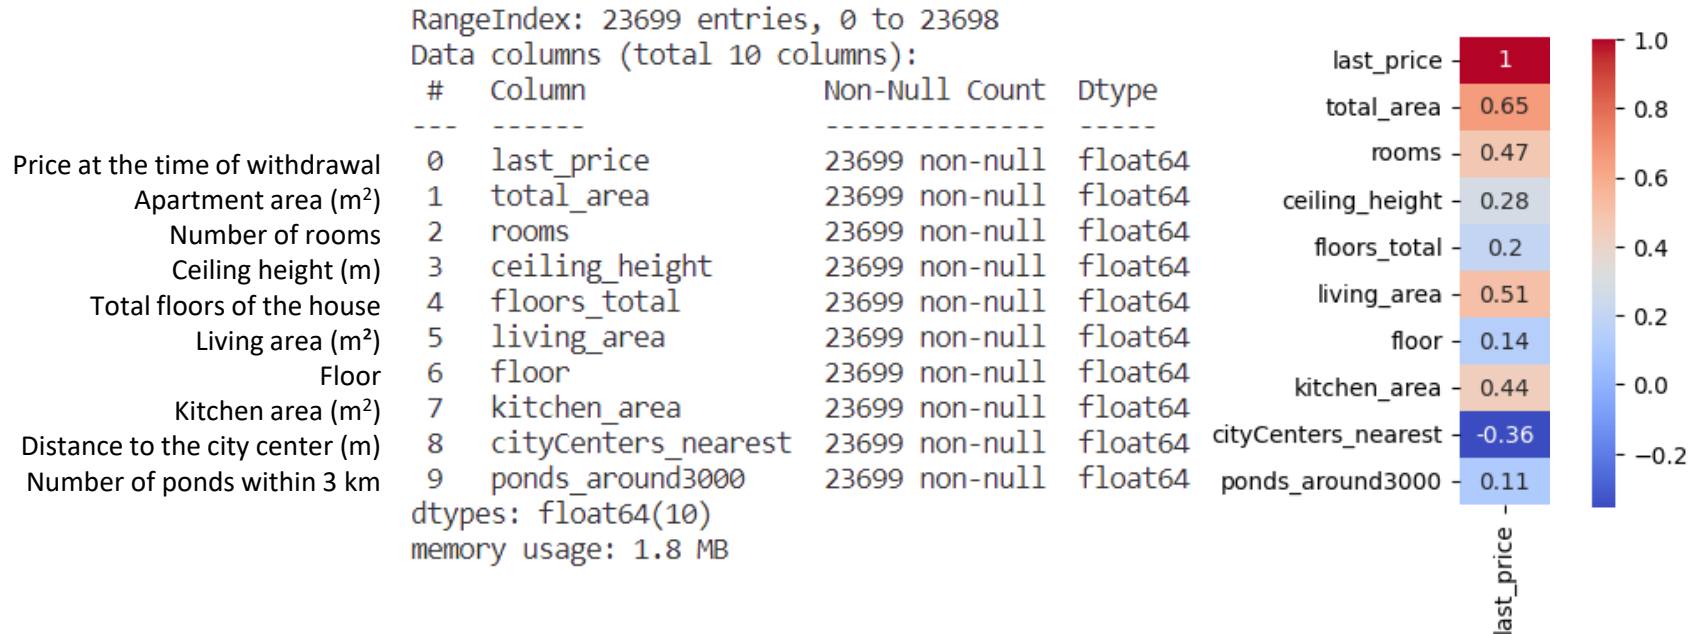 RangeIndex: 23699 entries, 0 to 23698
Data columns (total 10 columns):
# Column Non-Null Count Dtype
--- ------ -------------- -----
Price at the time of withdrawal 0 last_price 23699 non-null float64
Apartment area (m²) 1 total_area 23699 non-null float64
Number of rooms 2 rooms 23699 non-null float64
Ceiling height (m) 3 ceiling_height 23699 non-null float64
Total floors of the house 4 floors_total 23699 non-null float64
Living area (m²) 5 living_area 23699 non-null float64
Floor 6 floor 23699 non-null float64
Kitchen area (m²) 7 kitchen_area 23699 non-null float64
Distance to the city center (m) 8 cityCenters_nearest 23699 non-null float64
Number of ponds within 3 km 9 ponds_around3000 23699 non-null float64
dtypes: float64(10)
memory usage: 1.8 MB
last_price 1
total_area 0.65
rooms 0.47
ceiling_height 0.28
floors_total 0.2
living_area 0.51
floor 0.14
kitchen_area 0.44
cityCenters_nearest -0.36
ponds_around3000 0.11
last_price
1.0
0.8
0.6
0.4
0.2
0.0
−0.2